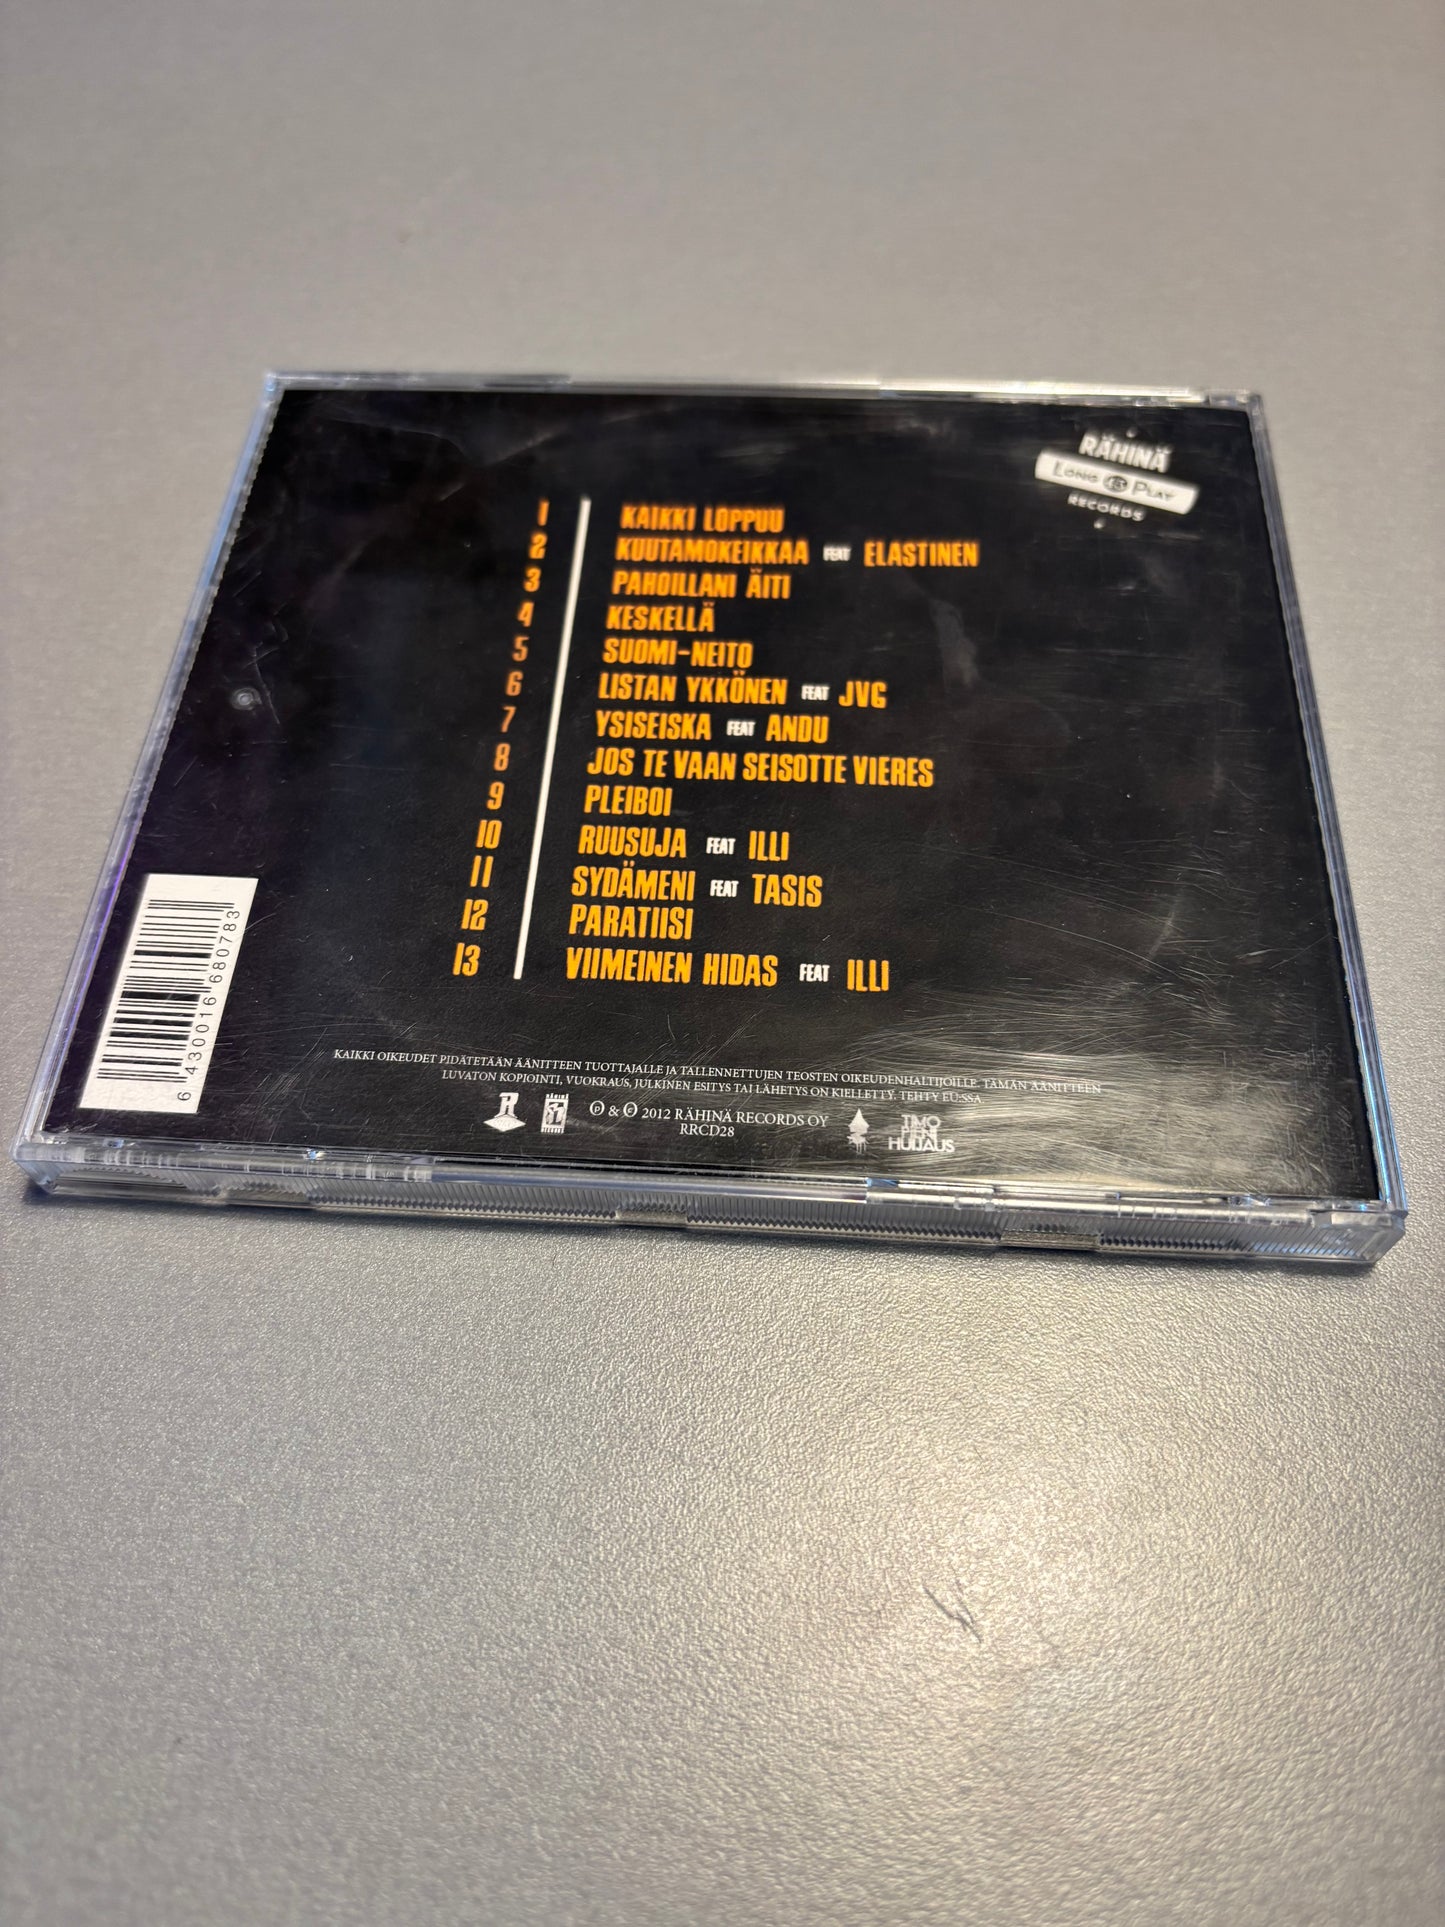 RÄHINÄ
LONG PLAY
RECORDS
1 KAIKKI LOPPUU
2 KUUTAMOKEIKKAA FEAT ELASTINEN
3 PAHOILLANI ÄITI
4 KESKELLÄ
5 SUOMI-NEITO
6 LISTAN YKKÖNEN FEAT JVG
7 YSISEISKA FEAT ANDU
8 JOS TE VAAN SEISOTTE VIERES
9 PLEIBOI
10 RUUSUJA FEAT ILLI
11 SYDÄMENI FEAT TASIS
12 PARATIISI
13 VIIMEINEN HIDAS FEAT ILLI
6 430016 680783
KAIKKI OIKEUDET PIDÄTETÄÄN ÄÄNITTEEN TUOTTAJALLE JA TALLENNETTUJEN TEOSTEN OIKEUDENHALTIJOILLE. TÄMÄN ÄÄNITTEEN
LUVATON KOPIOINTI, VUOKRAUS, JULKINEN ESITYS TAI LÄHETYS ON KIELLETTY. TEHTY EU:SSA.
℗ & © 2012 RÄHINÄ RECORDS OY
RRCD28
R
TIMO
PIENI
HUIJAUS